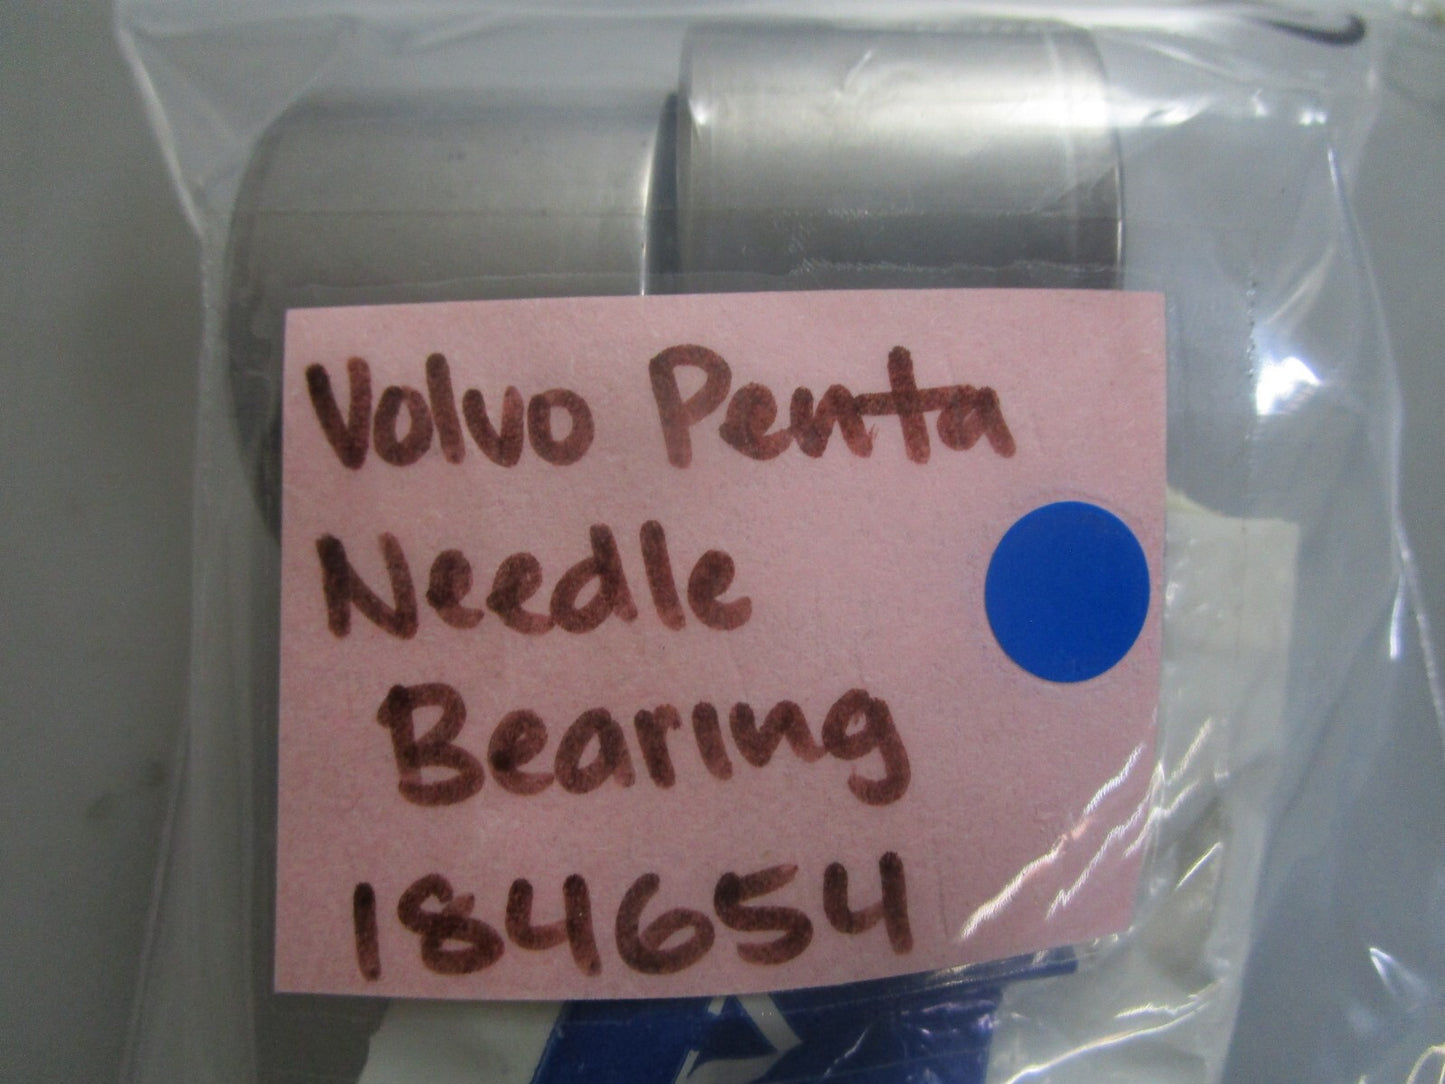 Volvo Penta
Needle
Bearing
184654